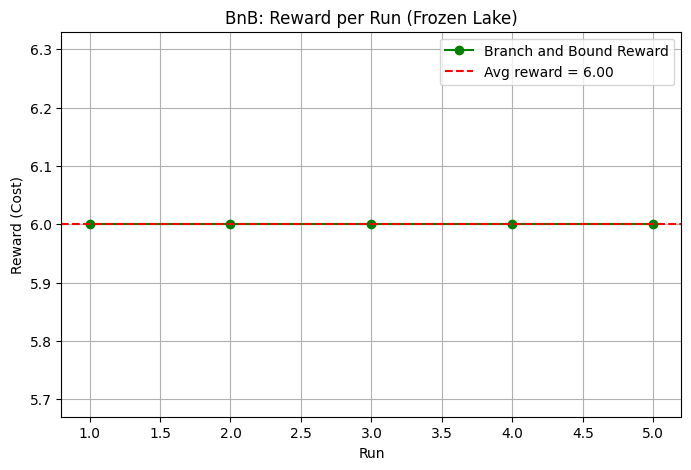 BnB: Reward per Run (Frozen Lake)
Branch and Bound Reward
Avg reward = 6.00
Reward (Cost)
6.3
6.2
6.1
6.0
5.9
5.8
5.7
1.0 1.5 2.0 2.5 3.0 3.5 4.0 4.5 5.0
Run